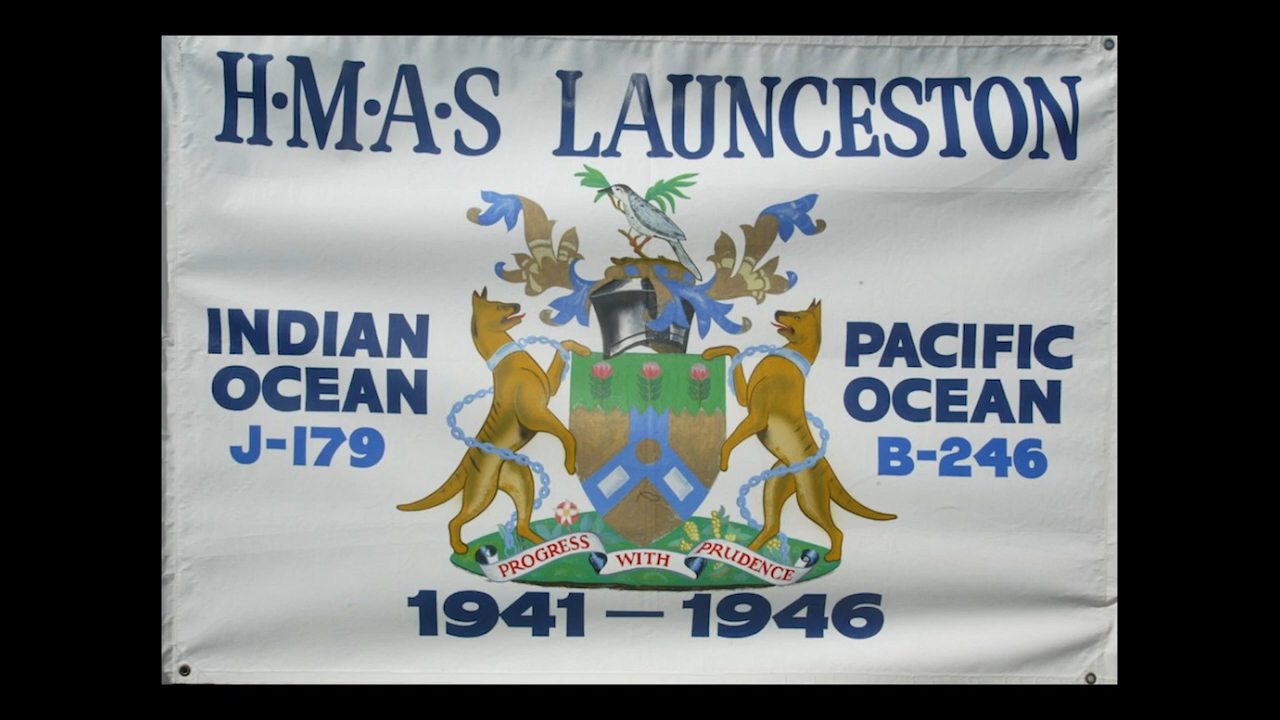 H·M·A·S LAUNCESTON
INDIAN
OCEAN
J-179
PACIFIC
OCEAN
B-246
PROGRESS WITH PRUDENCE
1941 — 1946